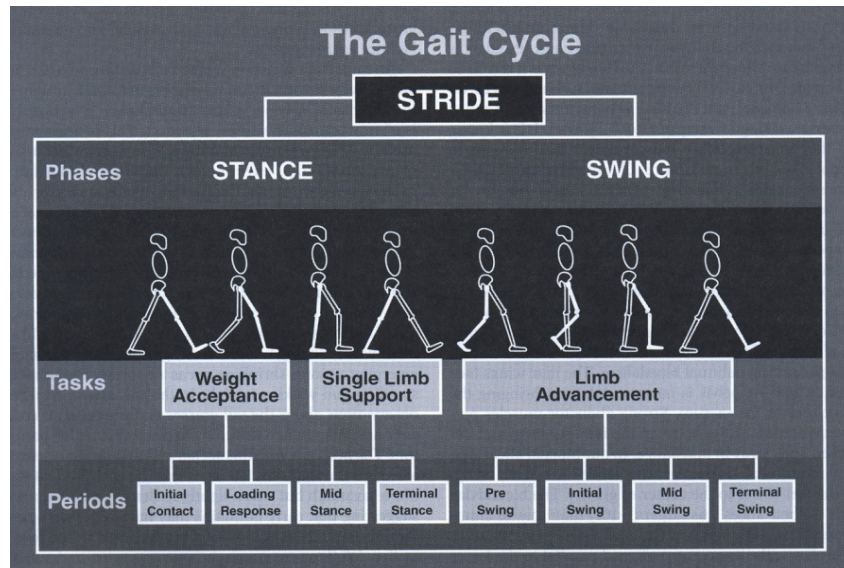 The Gait Cycle
STRIDE
Phases
STANCE
SWING
Tasks
Weight
Acceptance
Single Limb
Support
Limb
Advancement
Periods
Initial
Contact
Loading
Response
Mid
Stance
Terminal
Stance
Pre
Swing
Initial
Swing
Mid
Swing
Terminal
Swing